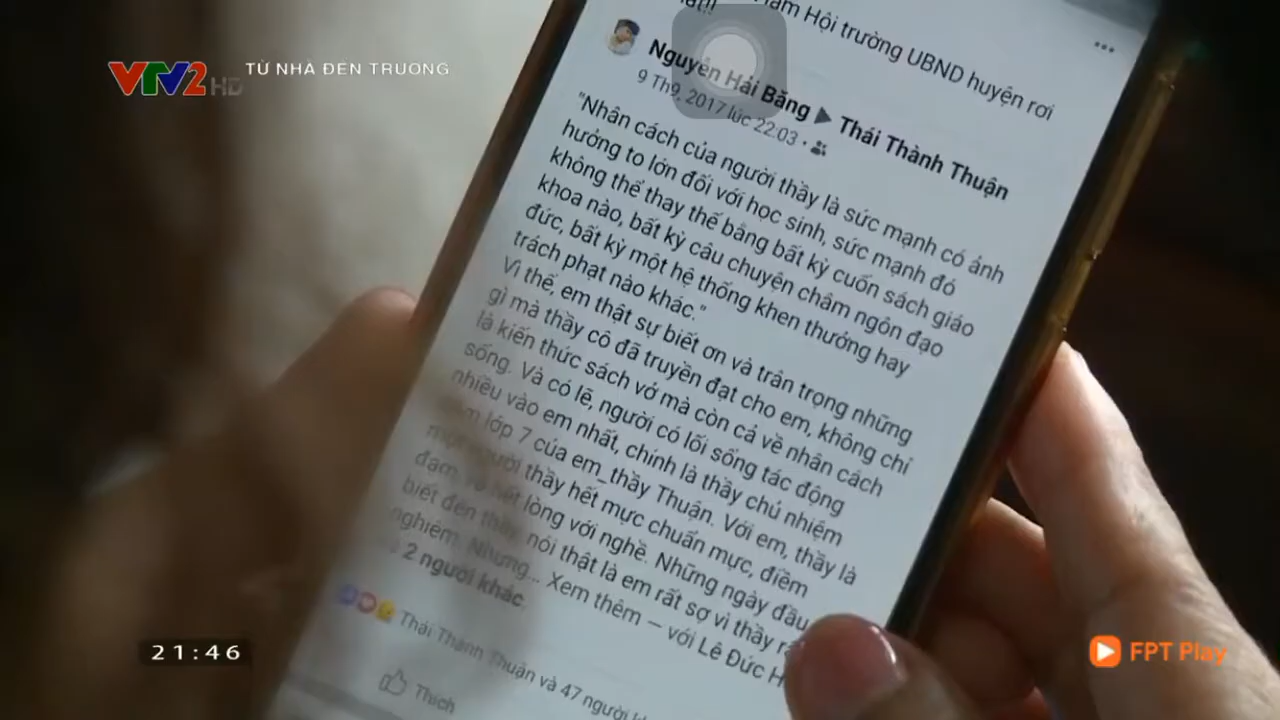 VTV2 HD
TỪ NHÀ ĐẾN TRƯỜNG
Hội trường UBND huyện rơi
Nguyễn Hải Băng ▶ Thái Thành Thuận
9 Th9, 2017 lúc 22:03 ·
"Nhân cách của người thầy là sức mạnh có ảnh
hưởng to lớn đối với học sinh, sức mạnh đó
không thể thay thế bằng bất kỳ cuốn sách giáo
khoa nào, bất kỳ câu chuyện châm ngôn đạo
đức, bất kỳ một hệ thống khen thưởng hay
trách phạt nào khác."
Vì thế, em thật sự biết ơn và trân trọng những
gì mà thầy cô đã truyền đạt cho em, không chỉ
là kiến thức sách vở mà còn cả về nhân cách
sống. Và có lẽ, người có lối sống tác động
nhiều vào em nhất, chính là thầy chủ nhiệm
năm lớp 7 của em_thầy Thuận. Với em, thầy là
một người thầy hết mực chuẩn mực, điềm
đạm, và hết lòng với nghề. Những ngày đầu
biết đến thầy, nói thật là em rất sợ vì thầy rất
nghiêm. Nhưng... Xem thêm — với Lê Đức
2 người khác.
Thái Thành Thuận và 47 người
Thích
21:46
FPT Play